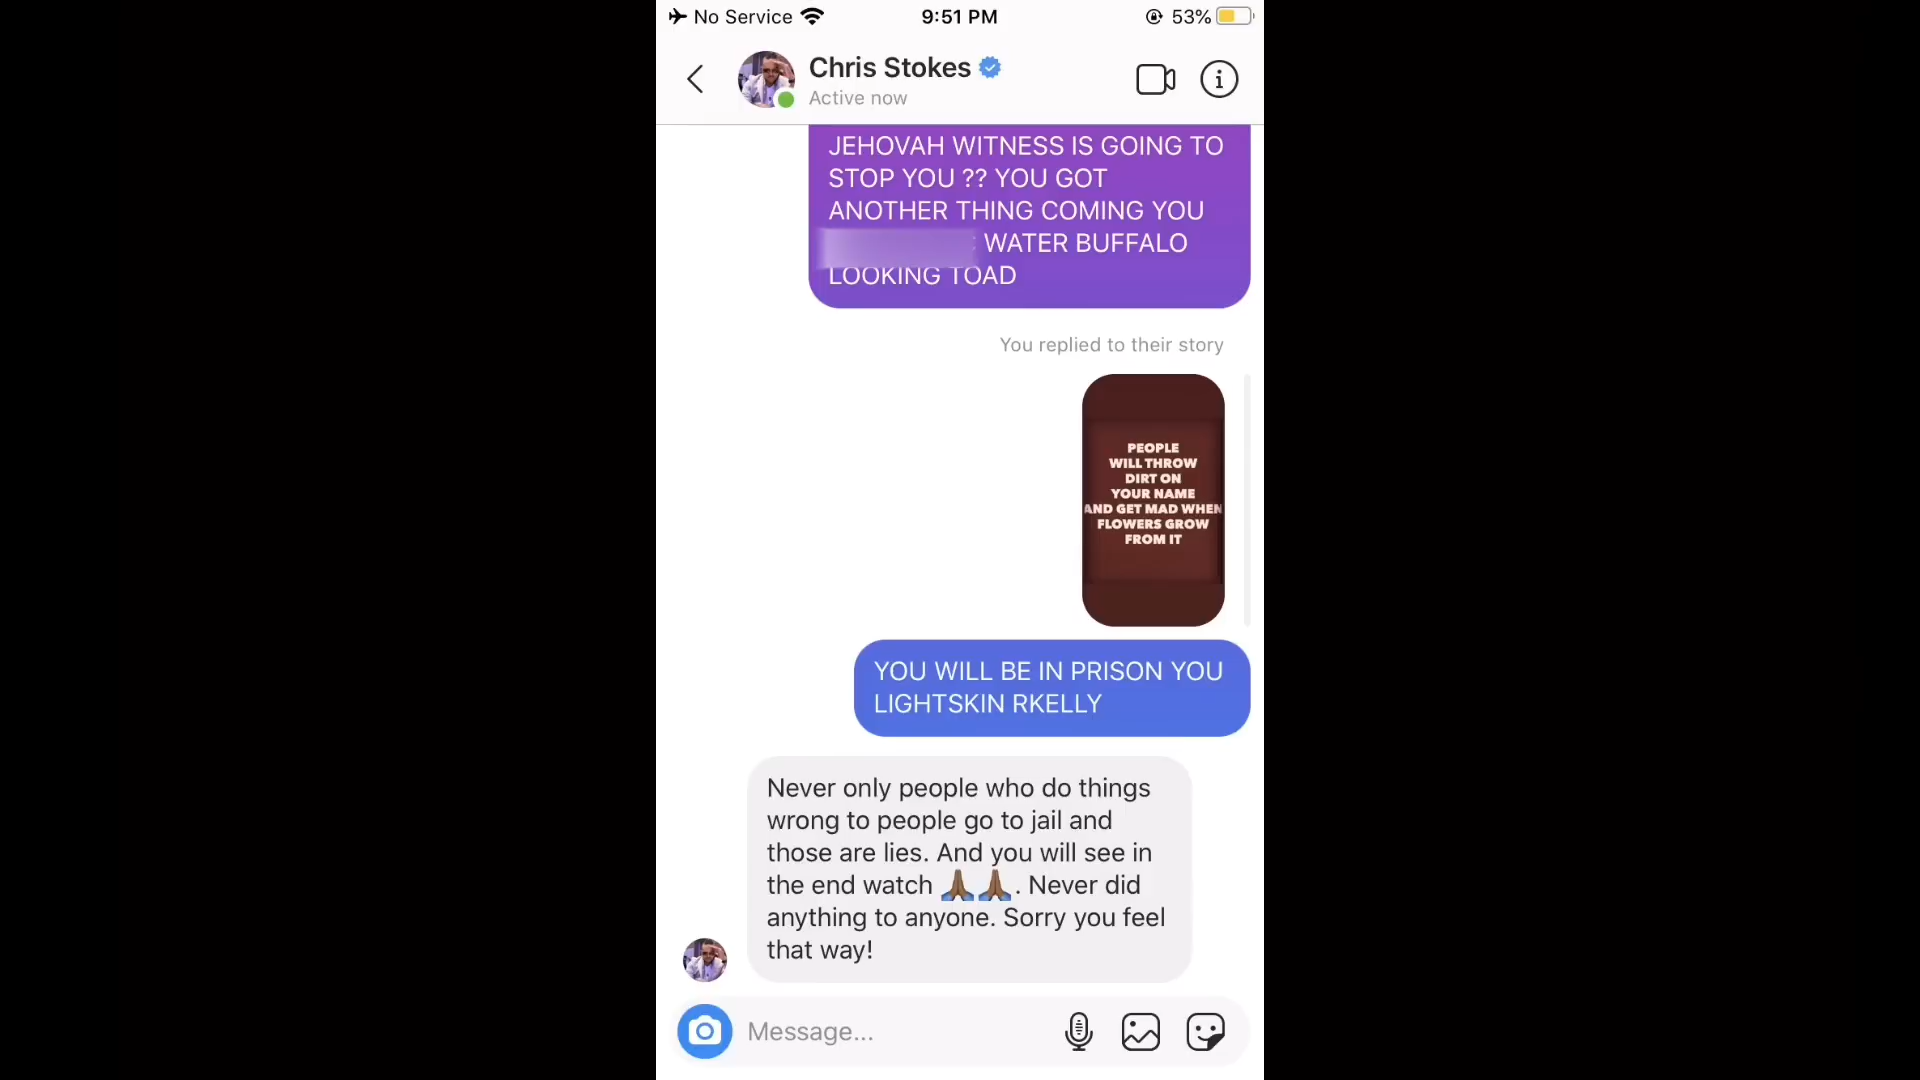 No Service
9:51 PM
53%
Chris Stokes
Active now
JEHOVAH WITNESS IS GOING TO
STOP YOU ?? YOU GOT
ANOTHER THING COMING YOU
WATER BUFFALO
LOOKING TOAD
You replied to their story
PEOPLE
WILL THROW
DIRT ON
YOUR NAME
AND GET MAD WHEN
FLOWERS GROW
FROM IT
YOU WILL BE IN PRISON YOU
LIGHTSKIN RKELLY
Never only people who do things
wrong to people go to jail and
those are lies. And you will see in
the end watch 🙏🏾🙏🏾. Never did
anything to anyone. Sorry you feel
that way!
Message...